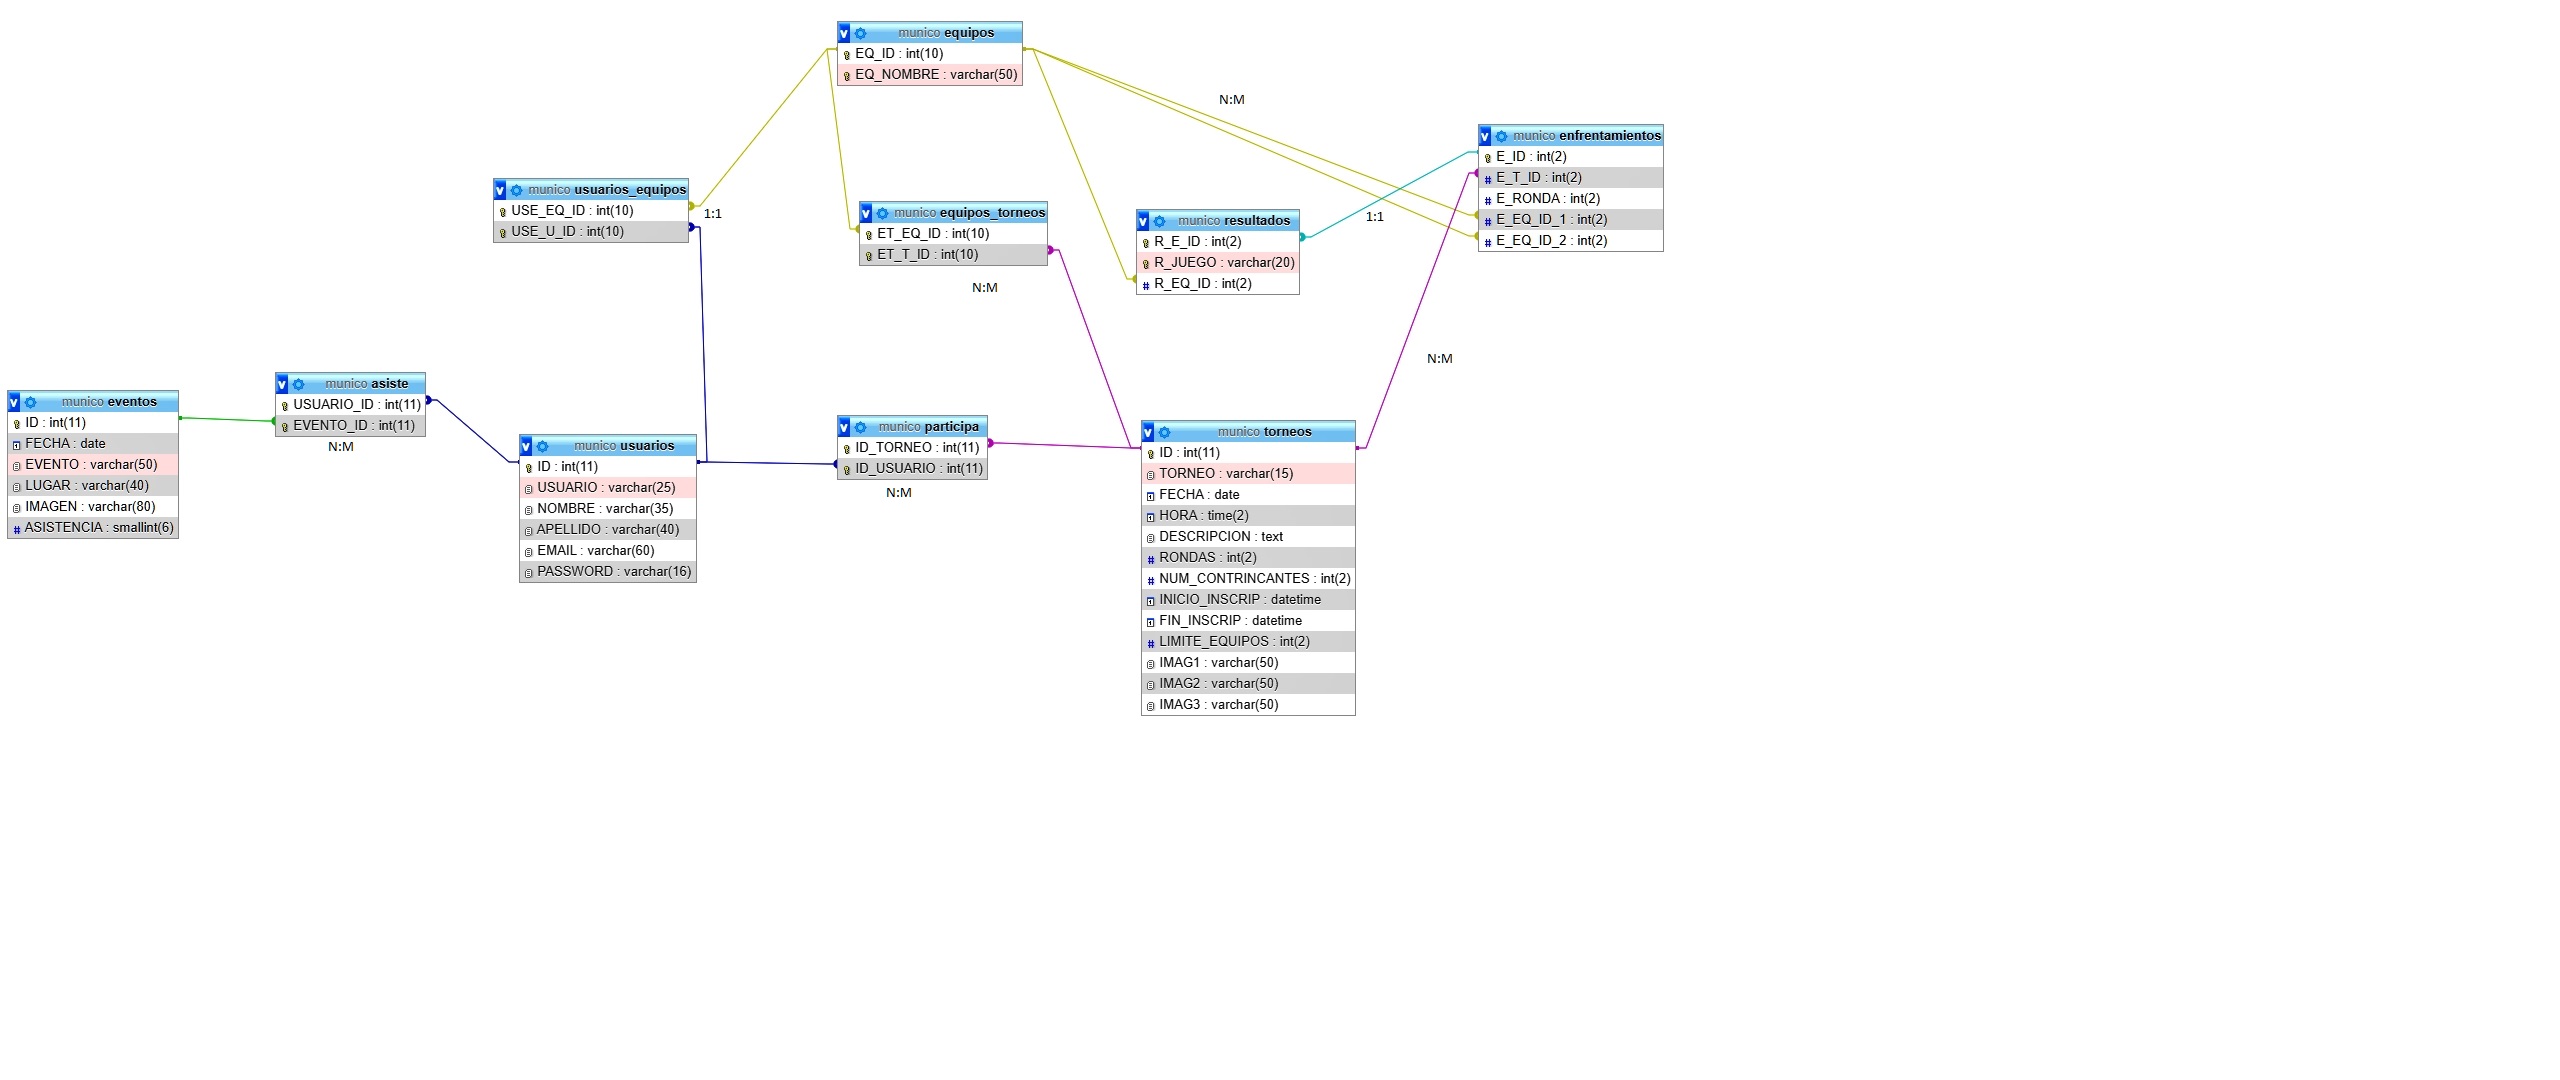 munico equipos
EQ_ID : int(10)
EQ_NOMBRE : varchar(50)
N:M
munico enfrentamientos
E_ID : int(2)
E_T_ID : int(2)
E_RONDA : int(2)
E_EQ_ID_1 : int(2)
E_EQ_ID_2 : int(2)
munico usuarios_equipos
USE_EQ_ID : int(10)
USE_U_ID : int(10)
1:1
munico equipos_torneos
ET_EQ_ID : int(10)
ET_T_ID : int(10)
N:M
munico resultados
R_E_ID : int(2)
R_JUEGO : varchar(20)
R_EQ_ID : int(2)
1:1
N:M
munico eventos
ID : int(11)
FECHA : date
EVENTO : varchar(50)
LUGAR : varchar(40)
IMAGEN : varchar(80)
ASISTENCIA : smallint(6)
munico asiste
USUARIO_ID : int(11)
EVENTO_ID : int(11)
N:M
munico usuarios
ID : int(11)
USUARIO : varchar(25)
NOMBRE : varchar(35)
APELLIDO : varchar(40)
EMAIL : varchar(60)
PASSWORD : varchar(16)
munico participa
ID_TORNEO : int(11)
ID_USUARIO : int(11)
N:M
munico torneos
ID : int(11)
TORNEO : varchar(15)
FECHA : date
HORA : time(2)
DESCRIPCION : text
RONDAS : int(2)
NUM_CONTRINCANTES : int(2)
INICIO_INSCRIP : datetime
FIN_INSCRIP : datetime
LIMITE_EQUIPOS : int(2)
IMAG1 : varchar(50)
IMAG2 : varchar(50)
IMAG3 : varchar(50)